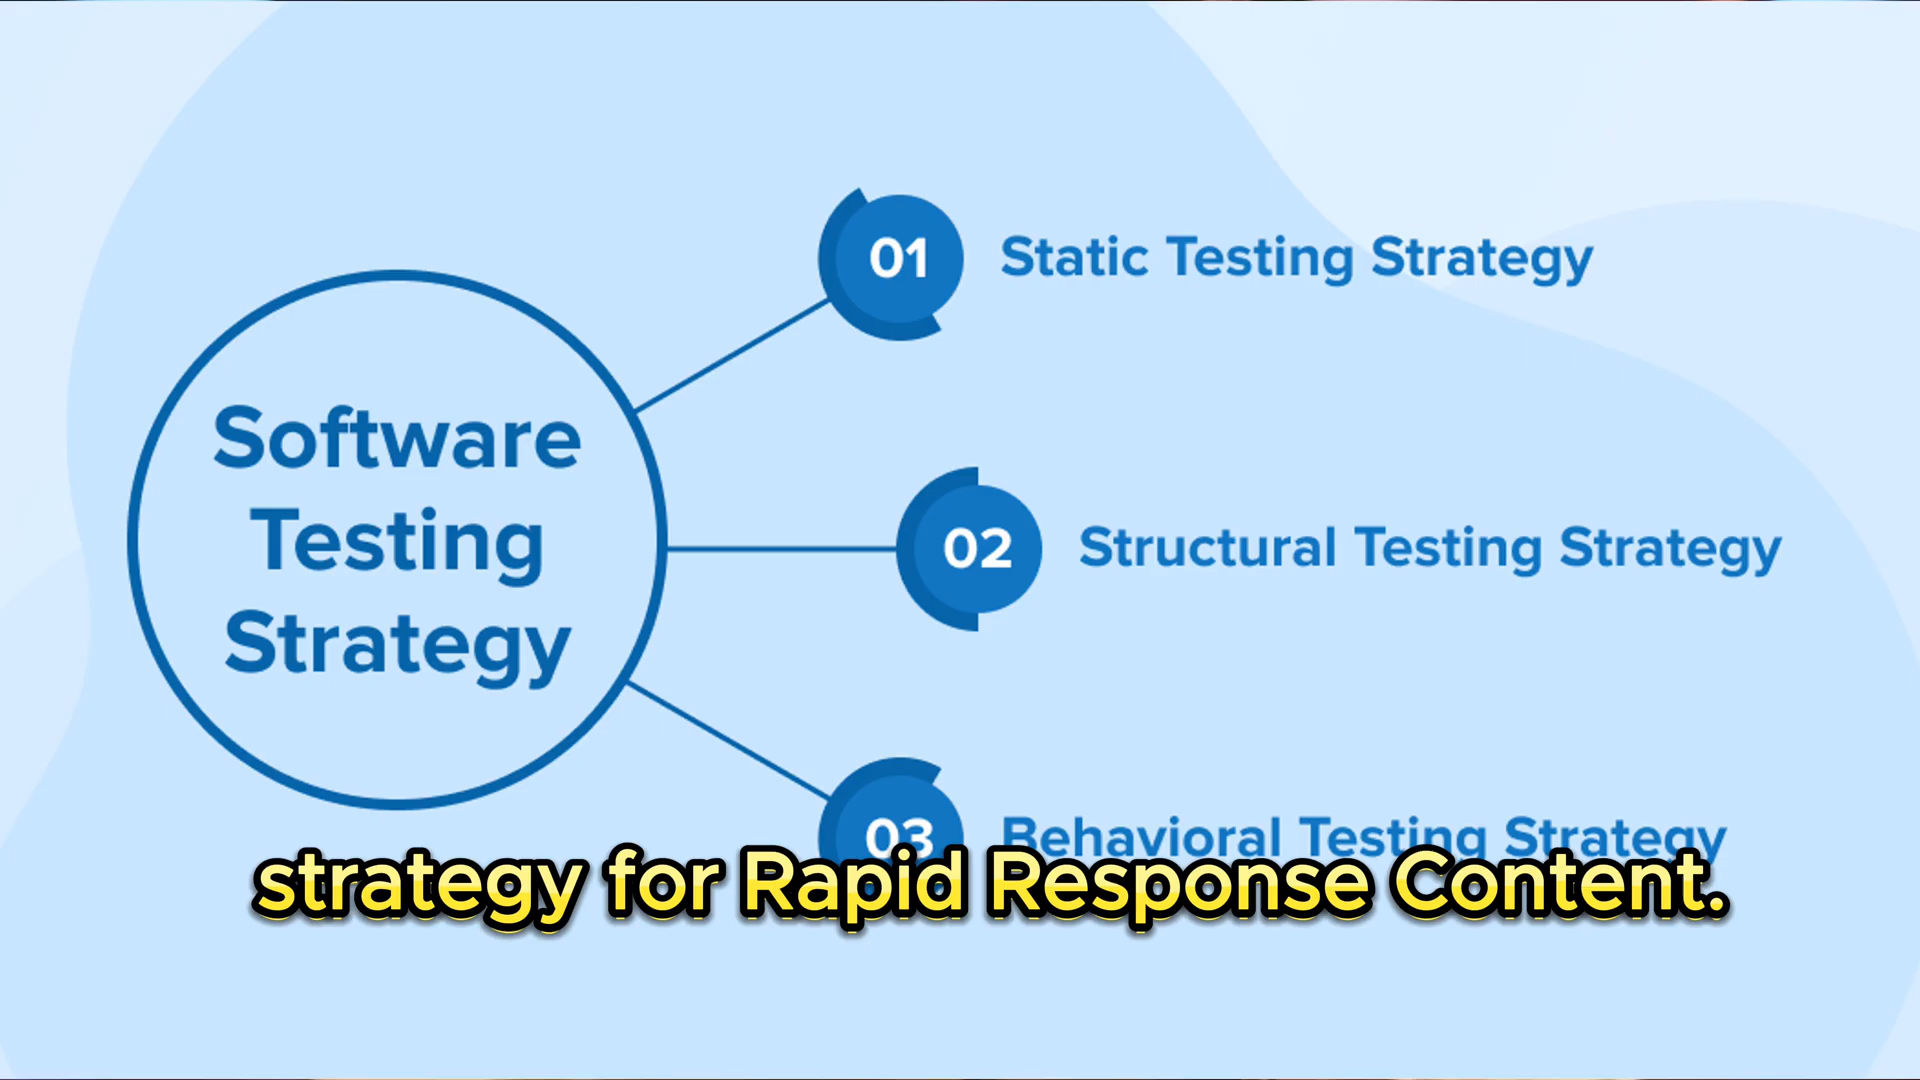 Software
Testing
Strategy
01 Static Testing Strategy
02 Structural Testing Strategy
03 Behavioral Testing Strategy
strategy for Rapid Response Content.